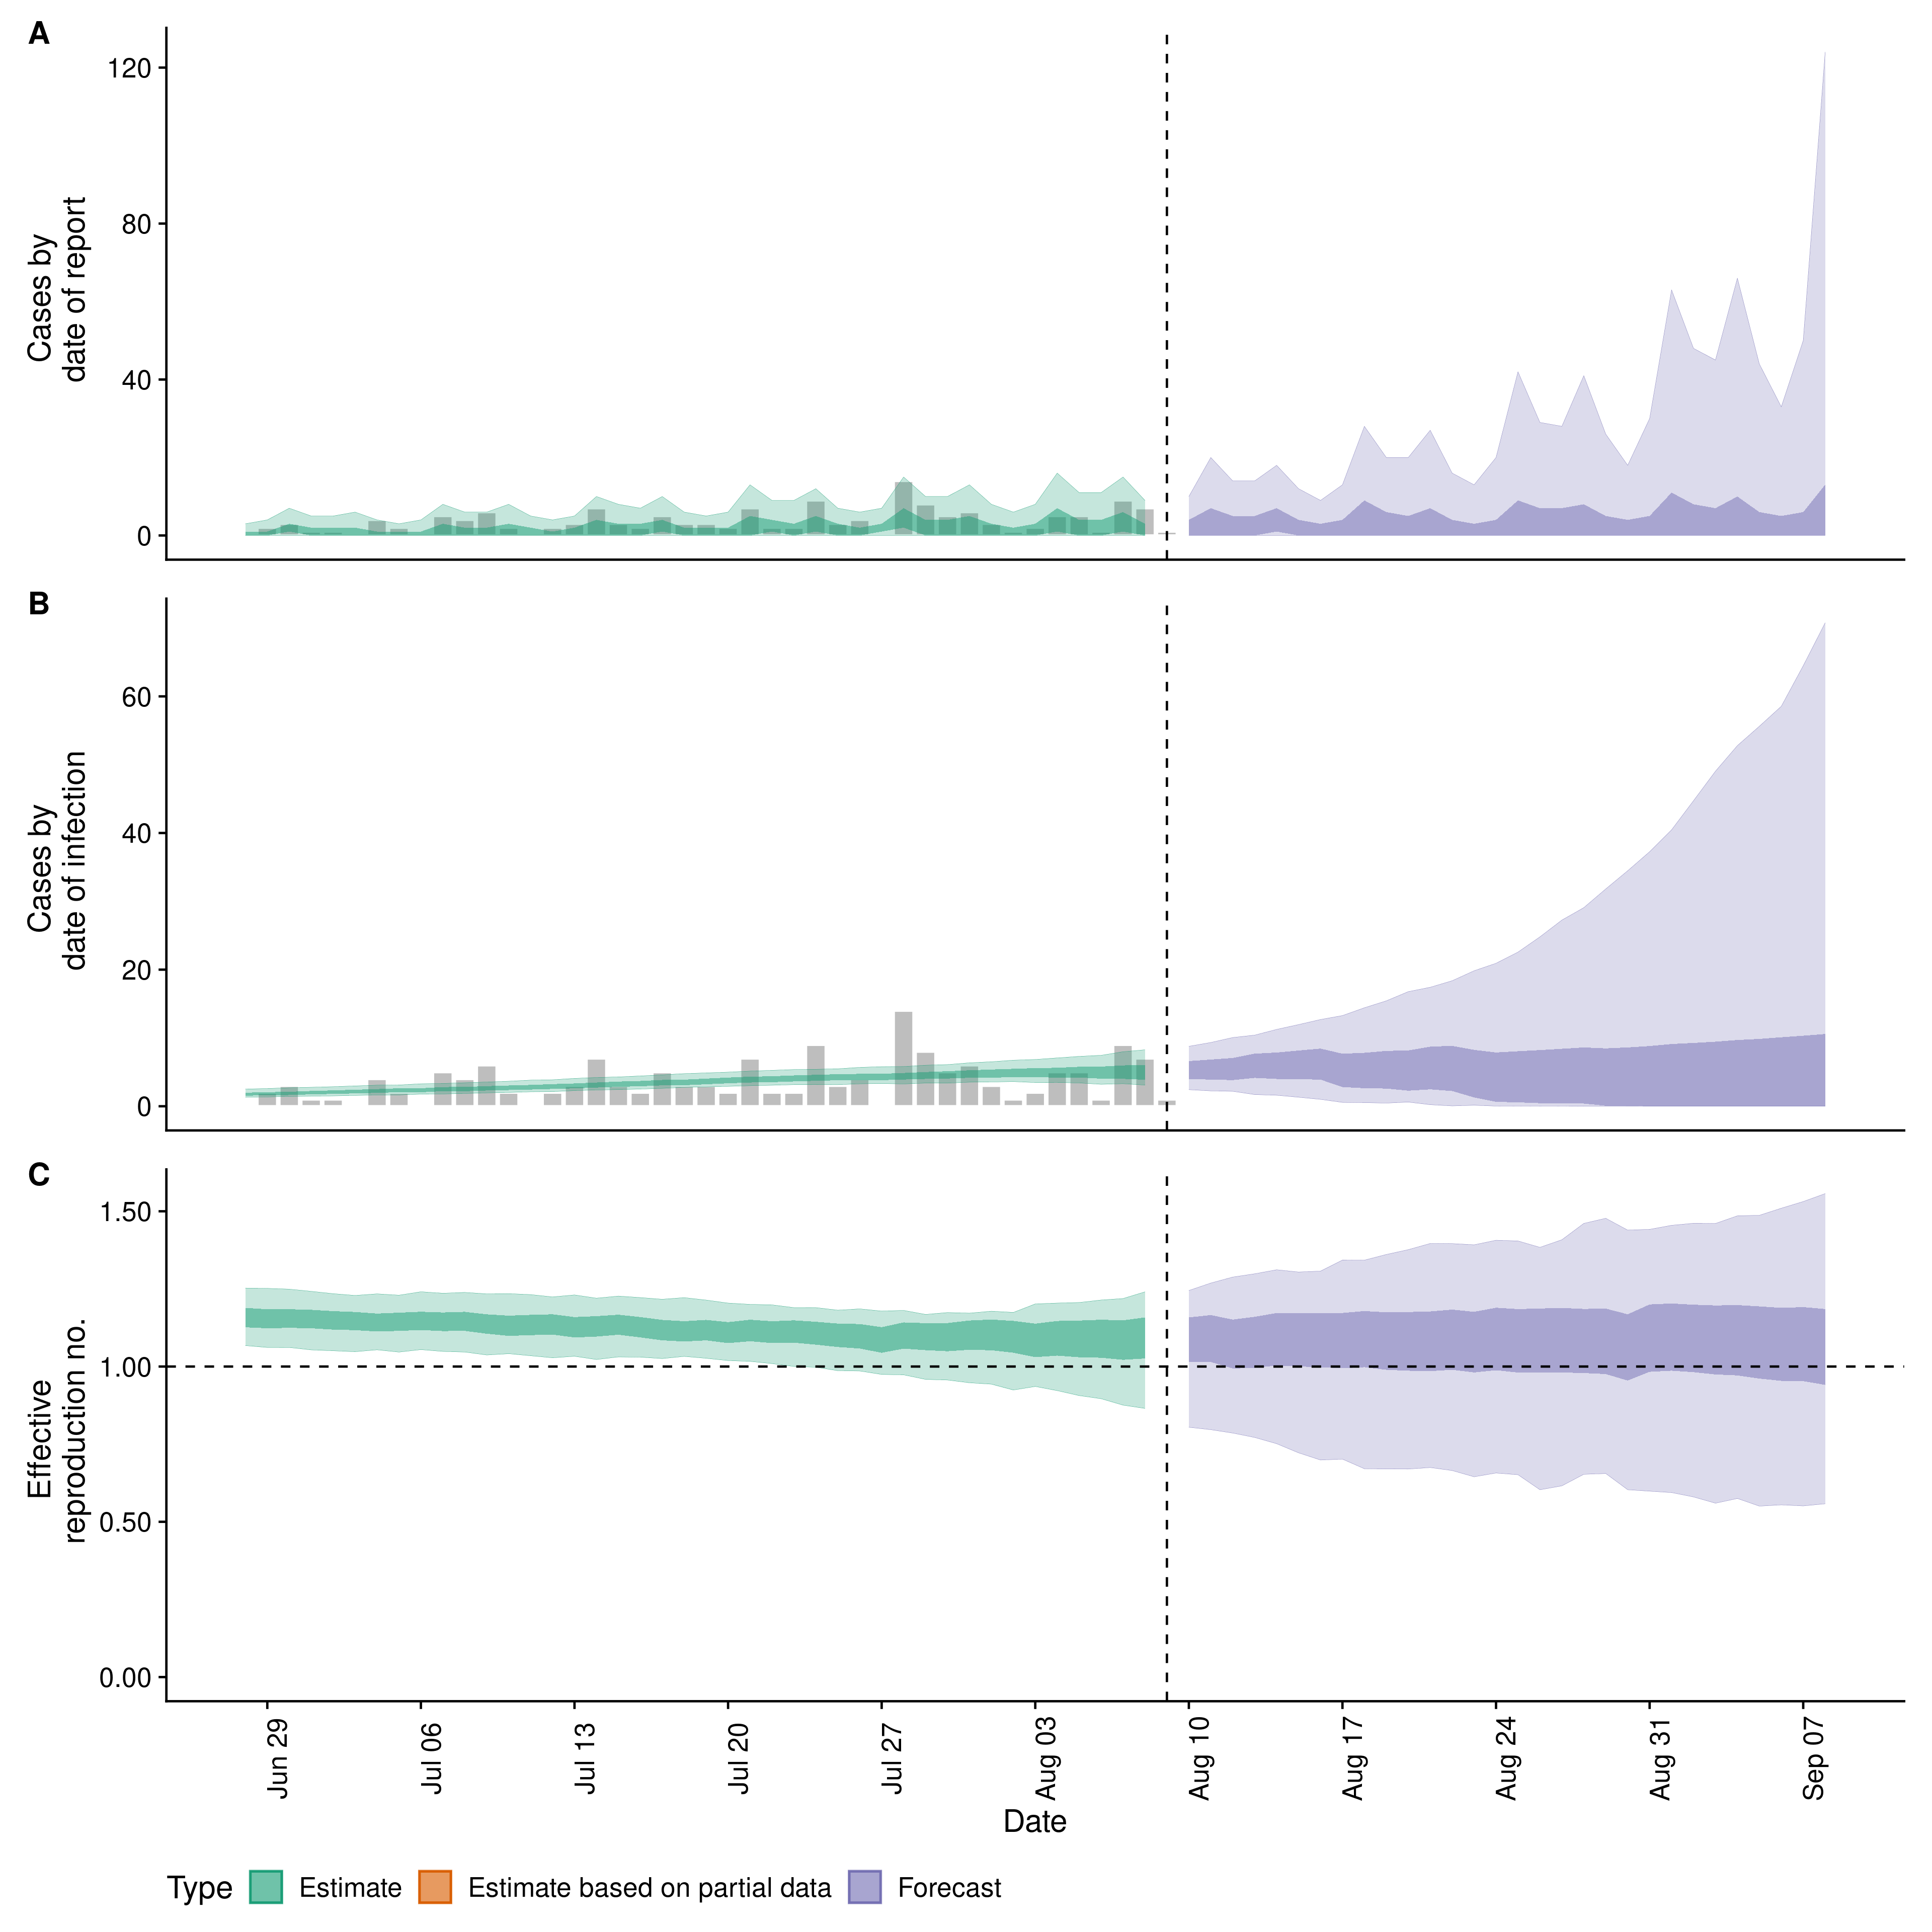 A
120
80
40
0
Cases by
date of report
B
60
40
20
0
Cases by
date of infection
C
1.50
1.00
0.50
0.00
Effective
reproduction no.
Jun 29
Jul 06
Jul 13
Jul 20
Jul 27
Aug 03
Aug 10
Aug 17
Aug 24
Aug 31
Sep 07
Date
Type Estimate Estimate based on partial data Forecast